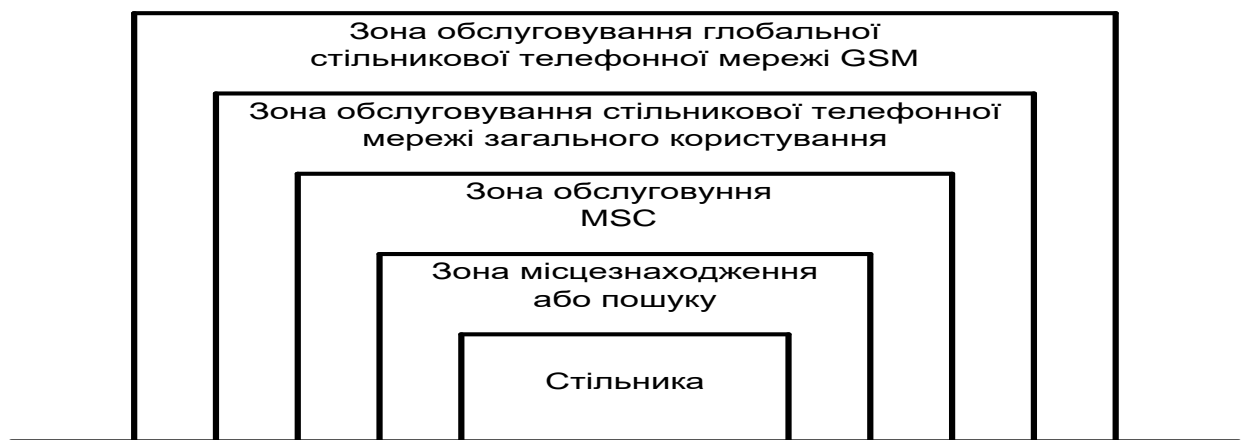 Зона обслуговування глобальної
стільникової телефонної мережі GSM
Зона обслуговування стільникової телефонної
мережі загального користування
Зона обслуговуння
MSC
Зона місцезнаходження
або пошуку
Стільника